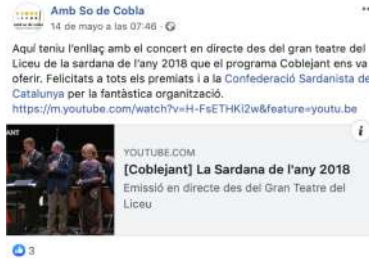 Amb So de Cobla
14 de mayo a las 07:46 ·
Aquí teniu l'enllaç amb el concert en directe des del gran teatre del
Liceu de la sardana de l'any 2018 que el programa Coblejant ens va
oferir. Felicitats a tots els premiats i a la Confederació Sardanista de
Catalunya per la fantàstica organització.
https://m.youtube.com/watch?v=H-FsETHKi2w&feature=youtu.be
YOUTUBE.COM
[Coblejant] La Sardana de l'any 2018
Emissió en directe des del Gran Teatre del
Liceu
3